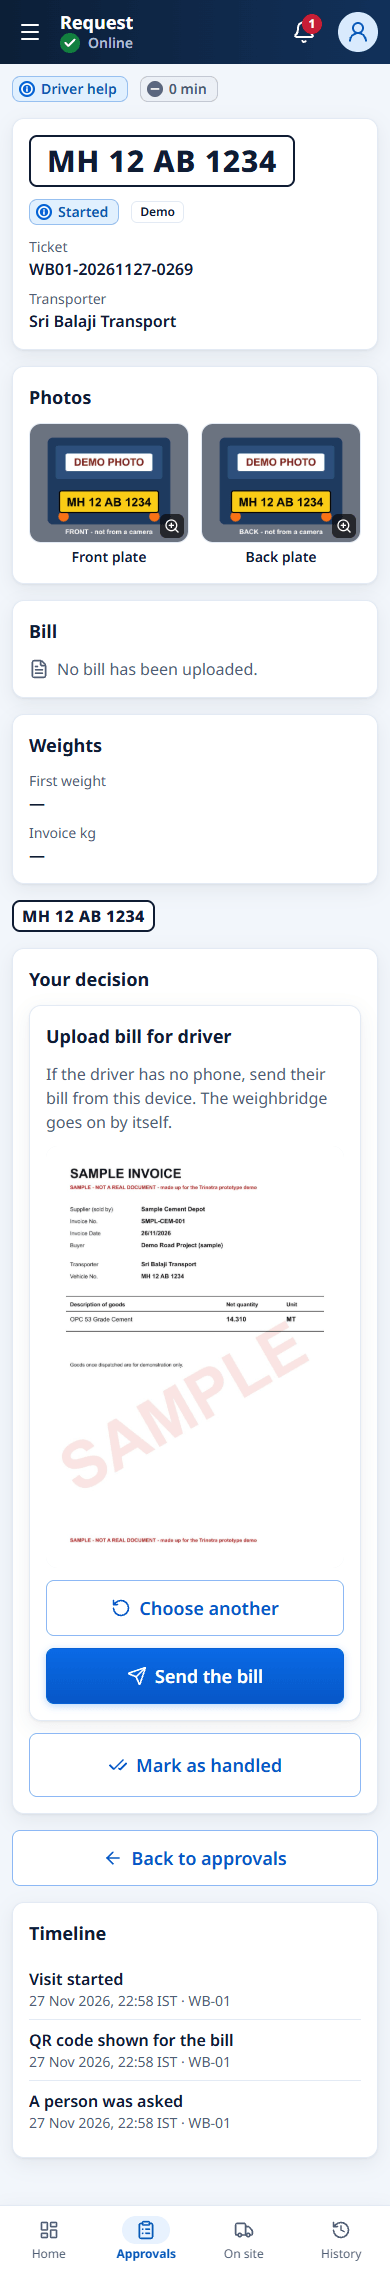 Request
Online
1
Driver help
0 min
MH 12 AB 1234
Started
Demo
Ticket
WB01-20261127-0269
Transporter
Sri Balaji Transport
Photos
DEMO PHOTO
MH 12 AB 1234
FRONT - not from a camera
Front plate
DEMO PHOTO
MH 12 AB 1234
BACK - not from a camera
Back plate
Bill
No bill has been uploaded.
Weights
First weight
—
Invoice kg
—
MH 12 AB 1234
Your decision
Upload bill for driver
If the driver has no phone, send their
bill from this device. The weighbridge
goes on by itself.
SAMPLE INVOICE
SAMPLE - NOT A REAL DOCUMENT - made up for the Trinetra prototype demo
Supplier (sold by) Sample Cement Depot
Invoice No. SMPL-CEM-001
Invoice Date 26/11/2026
Buyer Demo Road Project (sample)
Transporter Sri Balaji Transport
Vehicle No. MH 12 AB 1234
Description of goods Net quantity Unit
OPC 53 Grade Cement 14.310 MT
Goods once dispatched are for demonstration only.
SAMPLE
SAMPLE - NOT A REAL DOCUMENT - made up for the Trinetra prototype demo
Choose another
Send the bill
Mark as handled
Back to approvals
Timeline
Visit started
27 Nov 2026, 22:58 IST · WB-01
QR code shown for the bill
27 Nov 2026, 22:58 IST · WB-01
A person was asked
27 Nov 2026, 22:58 IST · WB-01
Home
Approvals
On site
History